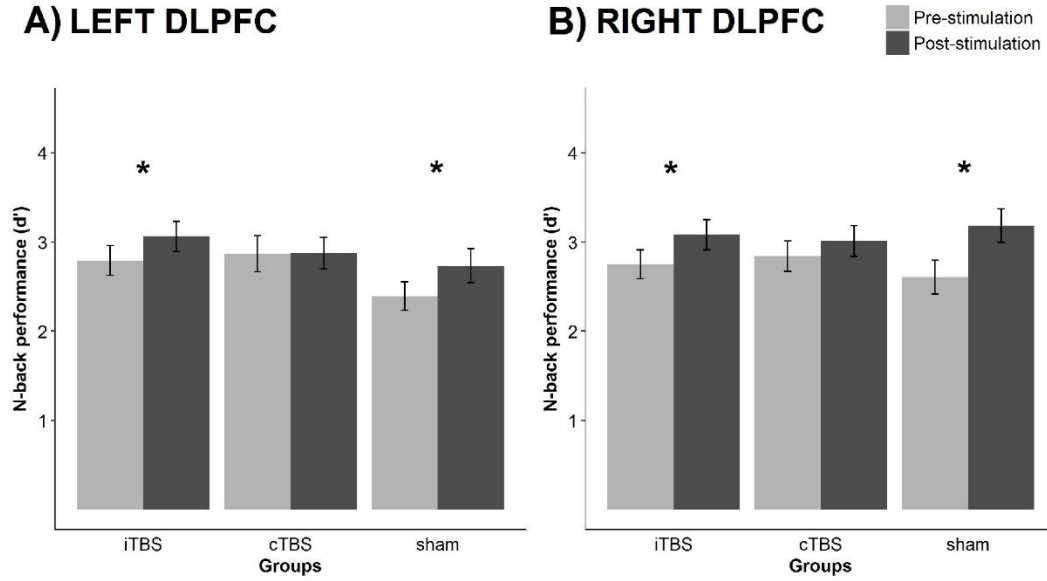 A) LEFT DLPFC
B) RIGHT DLPFC
Pre-stimulation
Post-stimulation
N-back performance (d')
4
3
2
1
*
*
iTBS
cTBS
sham
Groups
N-back performance (d')
4
3
2
1
*
*
iTBS
cTBS
sham
Groups